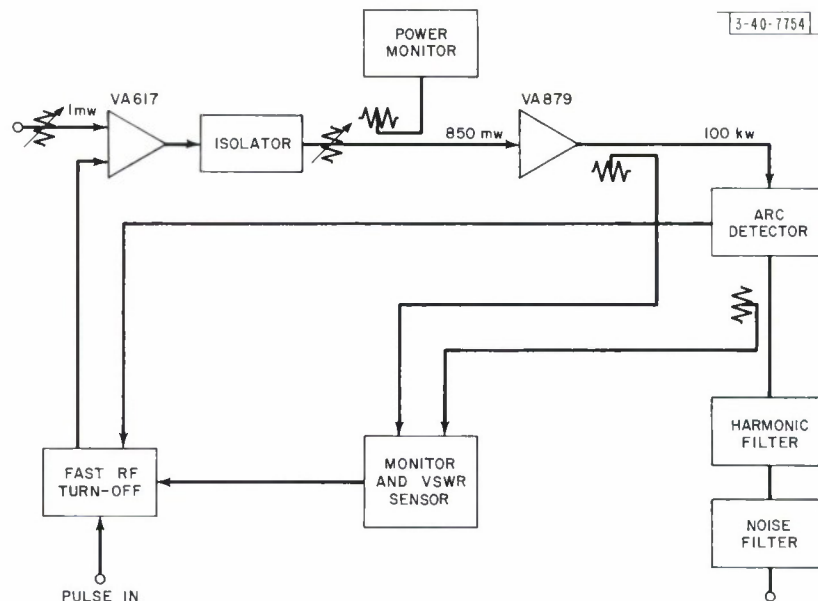 3-40-7754
POWER
MONITOR
VA617
VA879
1mw
ISOLATOR
850 mw
100 kw
ARC
DETECTOR
HARMONIC
FILTER
FAST RF
TURN-OFF
MONITOR
AND VSWR
SENSOR
NOISE
FILTER
PULSE IN